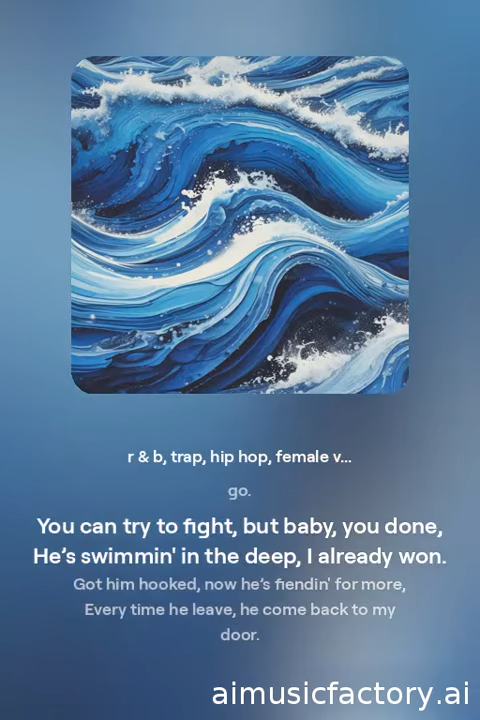 r & b, trap, hip hop, female v...
go.
You can try to fight, but baby, you done,
He’s swimmin' in the deep, I already won.
Got him hooked, now he’s fiendin' for more,
Every time he leave, he come back to my
door.
aimusicfactory.ai